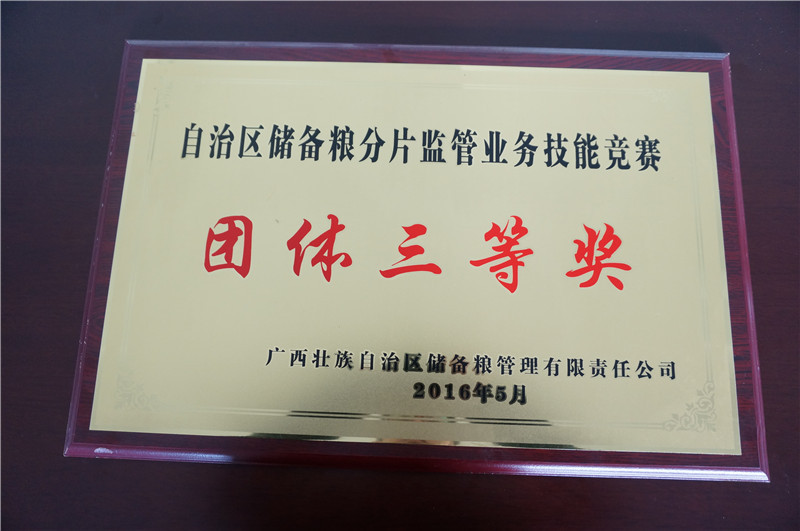 自治区储备粮分片监管业务技能竞赛
团体三等奖
广西壮族自治区储备粮管理有限责任公司
2016年5月